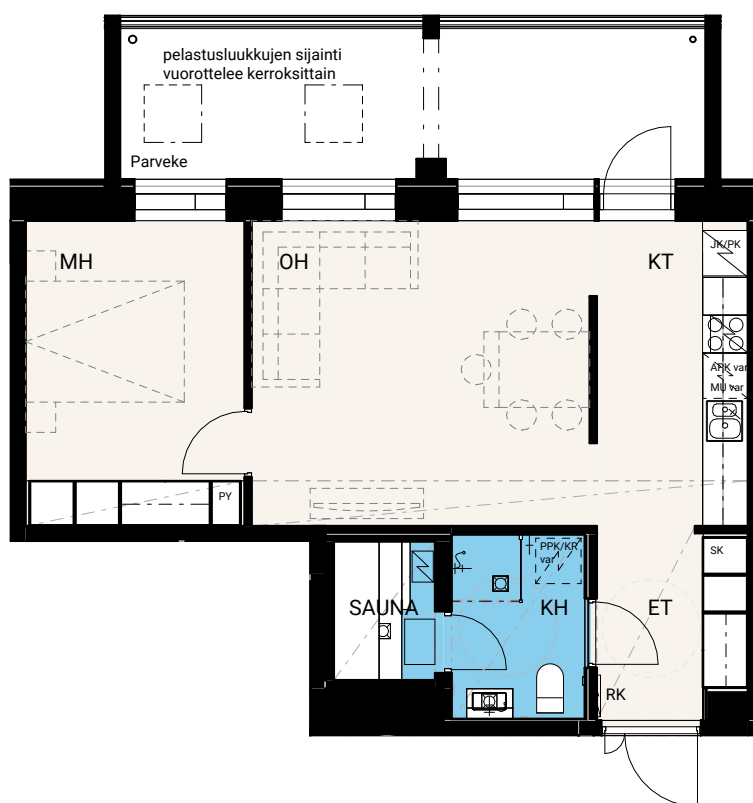 pelastusluukkujen sijainti
vuorottelee kerroksittain
Parveke
MH
OH
KT
JK/PK
APK var
MU var
PY
PPK/KR
var
SK
SAUNA
KH
ET
RK